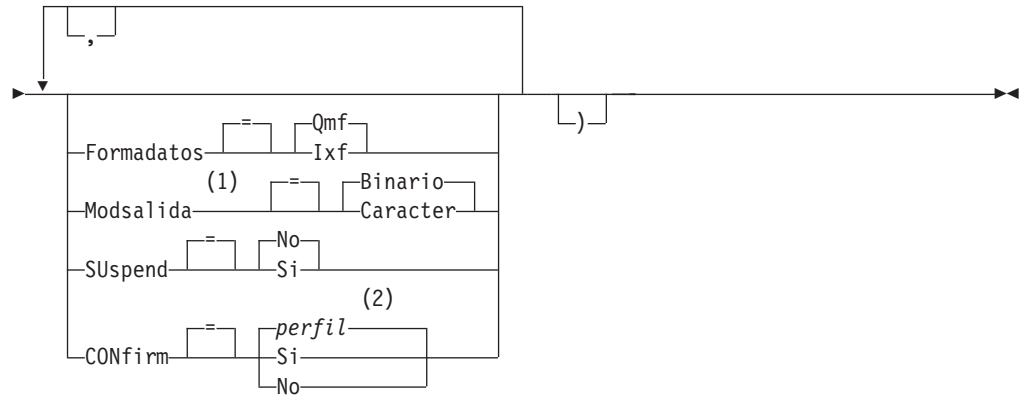 ,
= Qmf
Formadatos Ixf )
(1) = Binario
Modsalida Caracter
= No
SUspend Si
(2)
= perfil
CONfirm Si
No